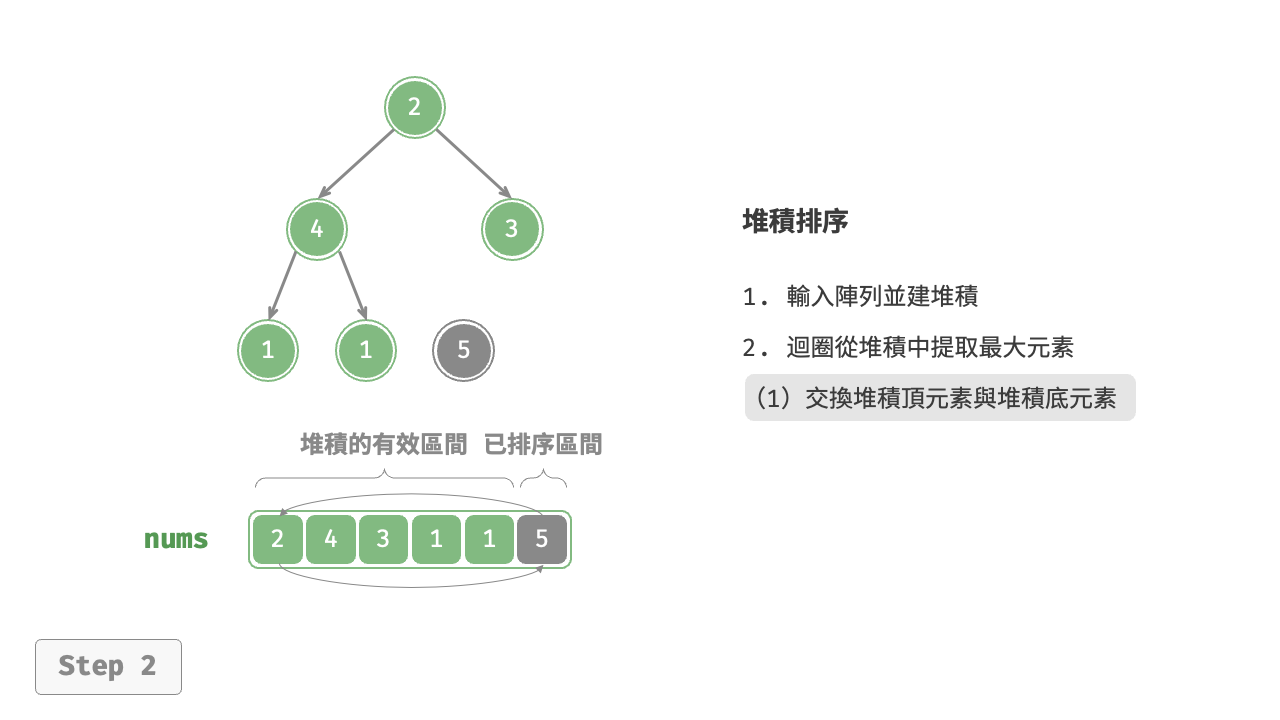 2
4 3
1 1 5
堆積的有效區間 已排序區間
nums 2 4 3 1 1 5
Step 2
堆積排序
1. 輸入陣列並建堆積
2. 迴圈從堆積中提取最大元素
（1）交換堆積頂元素與堆積底元素